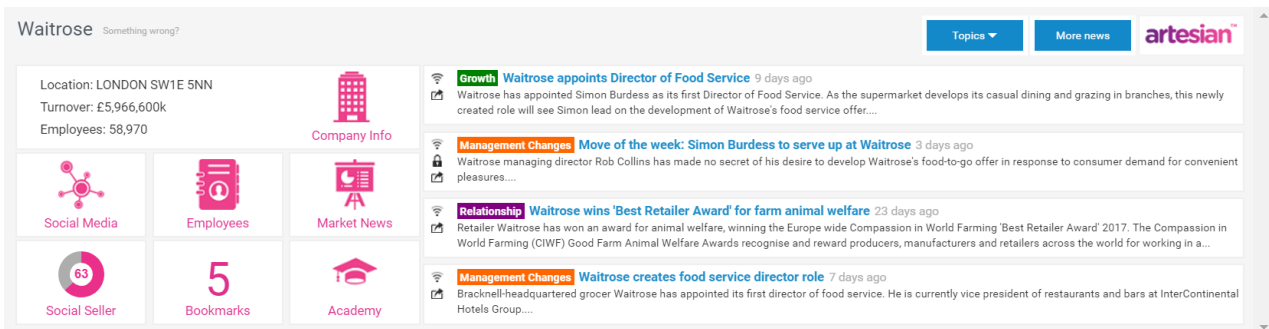 Waitrose Something wrong?
Topics
More news
artesian™
Location: LONDON SW1E 5NN
Turnover: £5,966,600k
Employees: 58,970
Company Info
Social Media
Employees
Market News
63
Social Seller
5
Bookmarks
Academy
Growth Waitrose appoints Director of Food Service 9 days ago
Waitrose has appointed Simon Burdess as its first Director of Food Service. As the supermarket develops its casual dining and grazing in branches, this newly
created role will see Simon lead on the development of Waitrose's food service offer....
Management Changes Move of the week: Simon Burdess to serve up at Waitrose 3 days ago
Waitrose managing director Rob Collins has made no secret of his desire to develop Waitrose's food-to-go offer in response to consumer demand for convenient
pleasures....
Relationship Waitrose wins 'Best Retailer Award' for farm animal welfare 23 days ago
Retailer Waitrose has won an award for animal welfare, winning the Europe wide Compassion in World Farming 'Best Retailer Award' 2017. The Compassion in
World Farming (CIWF) Good Farm Animal Welfare Awards recognise and reward producers, manufacturers and retailers across the world for working in a...
Management Changes Waitrose creates food service director role 7 days ago
Bracknell-headquartered grocer Waitrose has appointed its first director of food service. He is currently vice president of restaurants and bars at InterContinental
Hotels Group....